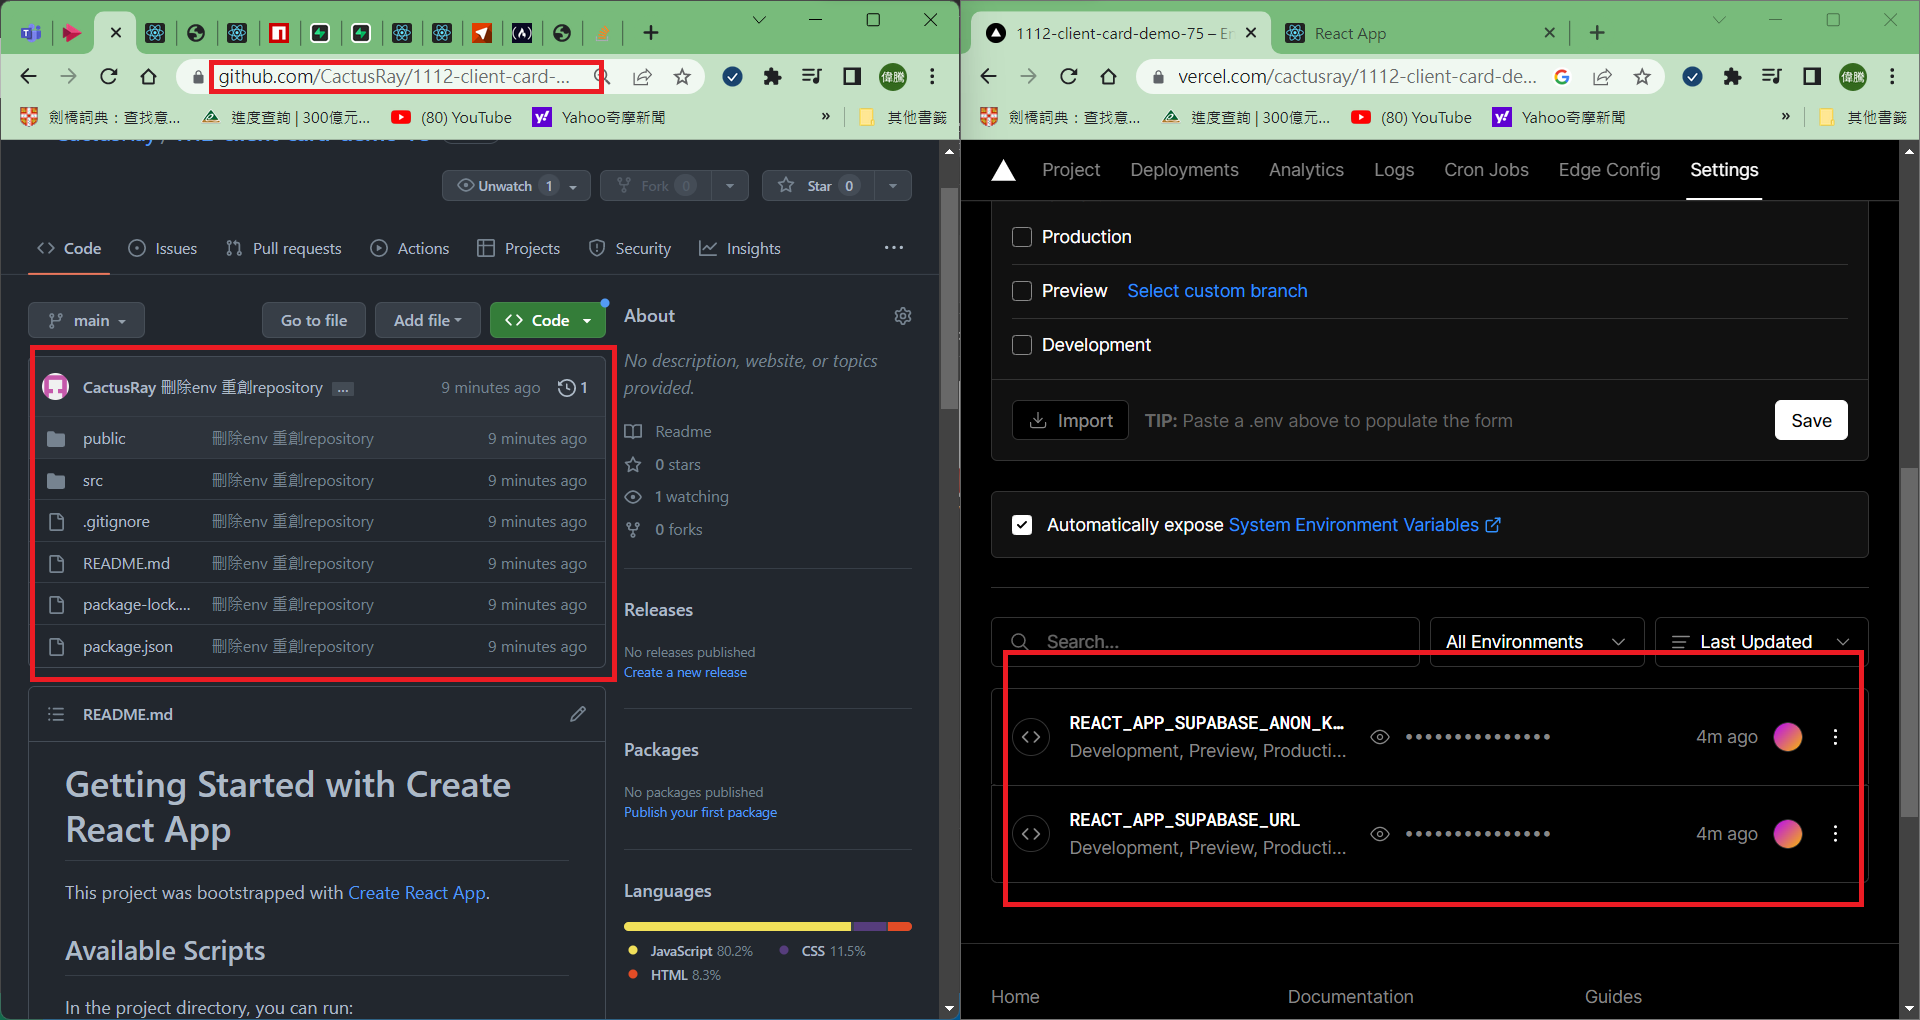 github.com/CactusRay/1112-client-card-...
劍橋詞典：查找意...
進度查詢 | 300億元...
(80) YouTube
Yahoo奇摩新聞
»
其他書籤
偉騰
CactusRay / 1112-client-card-demo-75
Unwatch 1
Fork 0
Star 0
Code
Issues
Pull requests
Actions
Projects
Security
Insights
...
main
Go to file
Add file
Code
CactusRay 刪除env 重創repository ...
9 minutes ago
1
public 刪除env 重創repository 9 minutes ago
src 刪除env 重創repository 9 minutes ago
.gitignore 刪除env 重創repository 9 minutes ago
README.md 刪除env 重創repository 9 minutes ago
package-lock.... 刪除env 重創repository 9 minutes ago
package.json 刪除env 重創repository 9 minutes ago
README.md
Getting Started with Create
React App
This project was bootstrapped with Create React App.
Available Scripts
In the project directory, you can run:
About
No description, website, or topics
provided.
Readme
0 stars
1 watching
0 forks
Releases
No releases published
Create a new release
Packages
No packages published
Publish your first package
Languages
JavaScript 80.2%
CSS 11.5%
HTML 8.3%
1112-client-card-demo-75 – En
React App
vercel.com/cactusray/1112-client-card-de...
偉騰
劍橋詞典：查找意...
進度查詢 | 300億元...
(80) YouTube
Yahoo奇摩新聞
»
其他書籤
Project
Deployments
Analytics
Logs
Cron Jobs
Edge Config
Settings
Production
Preview Select custom branch
Development
Import
TIP: Paste a .env above to populate the form
Save
Automatically expose System Environment Variables
Search...
All Environments
Last Updated
REACT_APP_SUPABASE_ANON_K...
Development, Preview, Producti...
•••••••••••••••
4m ago
REACT_APP_SUPABASE_URL
Development, Preview, Producti...
•••••••••••••••
4m ago
Home
Documentation
Guides